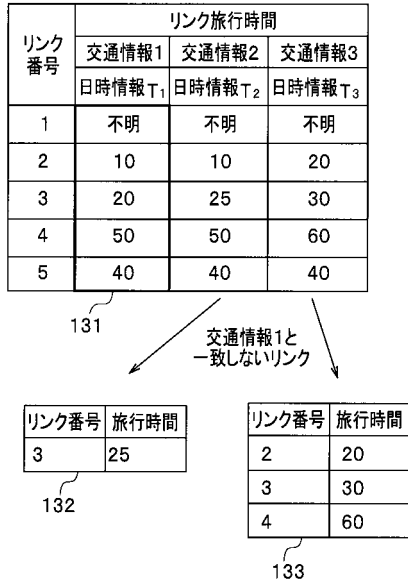 リンク番号 リンク旅行時間
交通情報1 交通情報2 交通情報3
日時情報T1 日時情報T2 日時情報T3
1 不明 不明 不明
2 10 10 20
3 20 25 30
4 50 50 60
5 40 40 40
131
交通情報1と
一致しないリンク
リンク番号 旅行時間
3 25
132
リンク番号 旅行時間
2 20
3 30
4 60
133